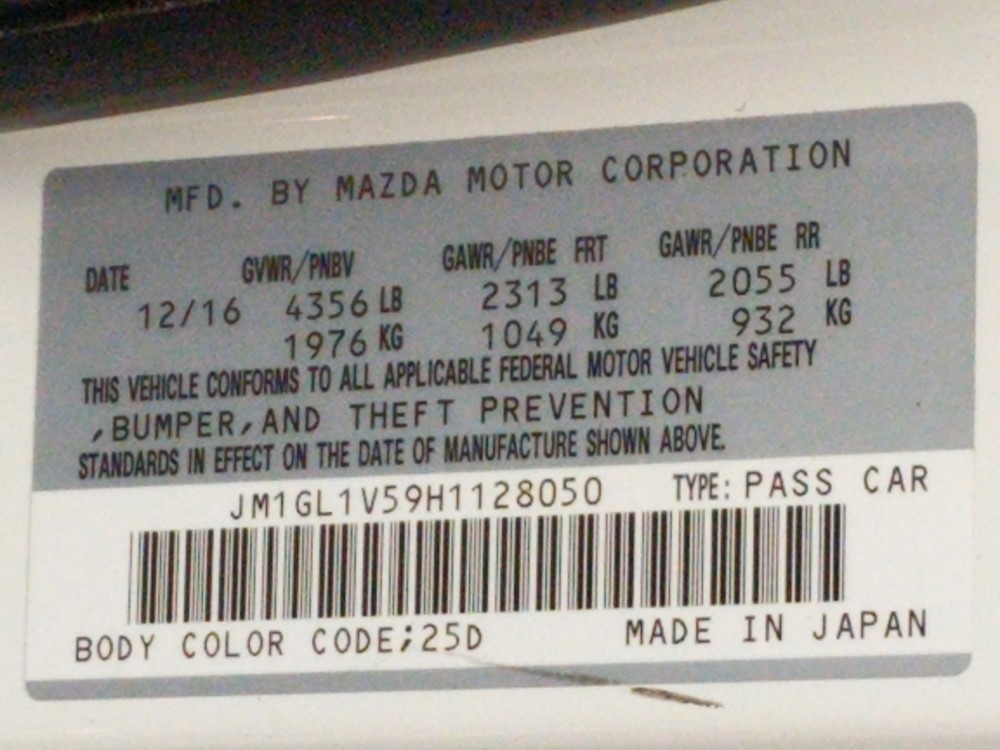 MFD. BY MAZDA MOTOR CORPORATION
DATE GVWR/PNBV GAWR/PNBE FRT GAWR/PNBE RR
12/16 4356 LB 2313 LB 2055 LB
1976 KG 1049 KG 932 KG
THIS VEHICLE CONFORMS TO ALL APPLICABLE FEDERAL MOTOR VEHICLE SAFETY
,BUMPER,AND THEFT PREVENTION
STANDARDS IN EFFECT ON THE DATE OF MANUFACTURE SHOWN ABOVE.
JM1GL1V59H1128050 TYPE: PASS CAR
BODY COLOR CODE;25D MADE IN JAPAN